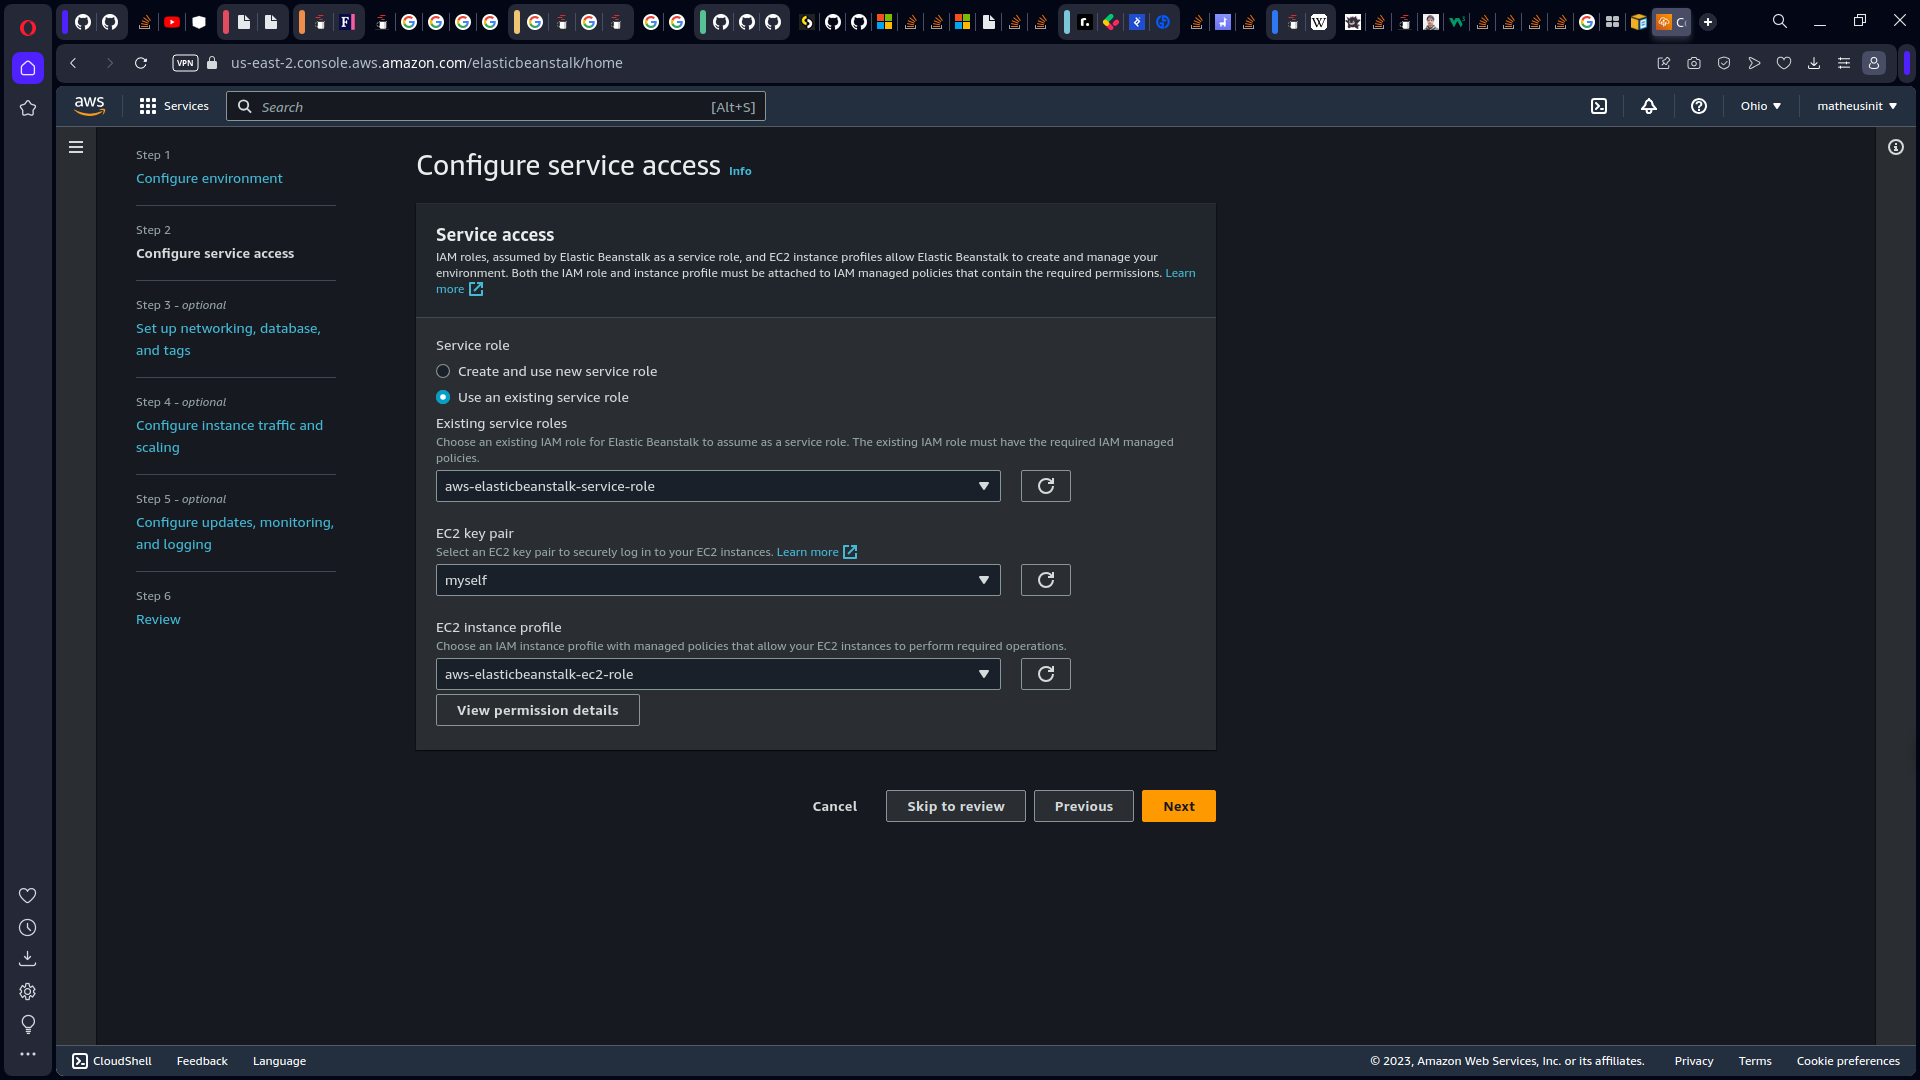 VPN
us-east-2.console.aws.amazon.com/elasticbeanstalk/home
aws
Services
Search
[Alt+S]
Ohio
matheusinit
Step 1
Configure environment
Step 2
Configure service access
Step 3 - optional
Set up networking, database,
and tags
Step 4 - optional
Configure instance traffic and
scaling
Step 5 - optional
Configure updates, monitoring,
and logging
Step 6
Review
Configure service access Info
Service access
IAM roles, assumed by Elastic Beanstalk as a service role, and EC2 instance profiles allow Elastic Beanstalk to create and manage your
environment. Both the IAM role and instance profile must be attached to IAM managed policies that contain the required permissions. Learn
more
Service role
Create and use new service role
Use an existing service role
Existing service roles
Choose an existing IAM role for Elastic Beanstalk to assume as a service role. The existing IAM role must have the required IAM managed
policies.
aws-elasticbeanstalk-service-role
EC2 key pair
Select an EC2 key pair to securely log in to your EC2 instances. Learn more
myself
EC2 instance profile
Choose an IAM instance profile with managed policies that allow your EC2 instances to perform required operations.
aws-elasticbeanstalk-ec2-role
View permission details
Cancel
Skip to review
Previous
Next
CloudShell
Feedback
Language
© 2023, Amazon Web Services, Inc. or its affiliates.
Privacy
Terms
Cookie preferences